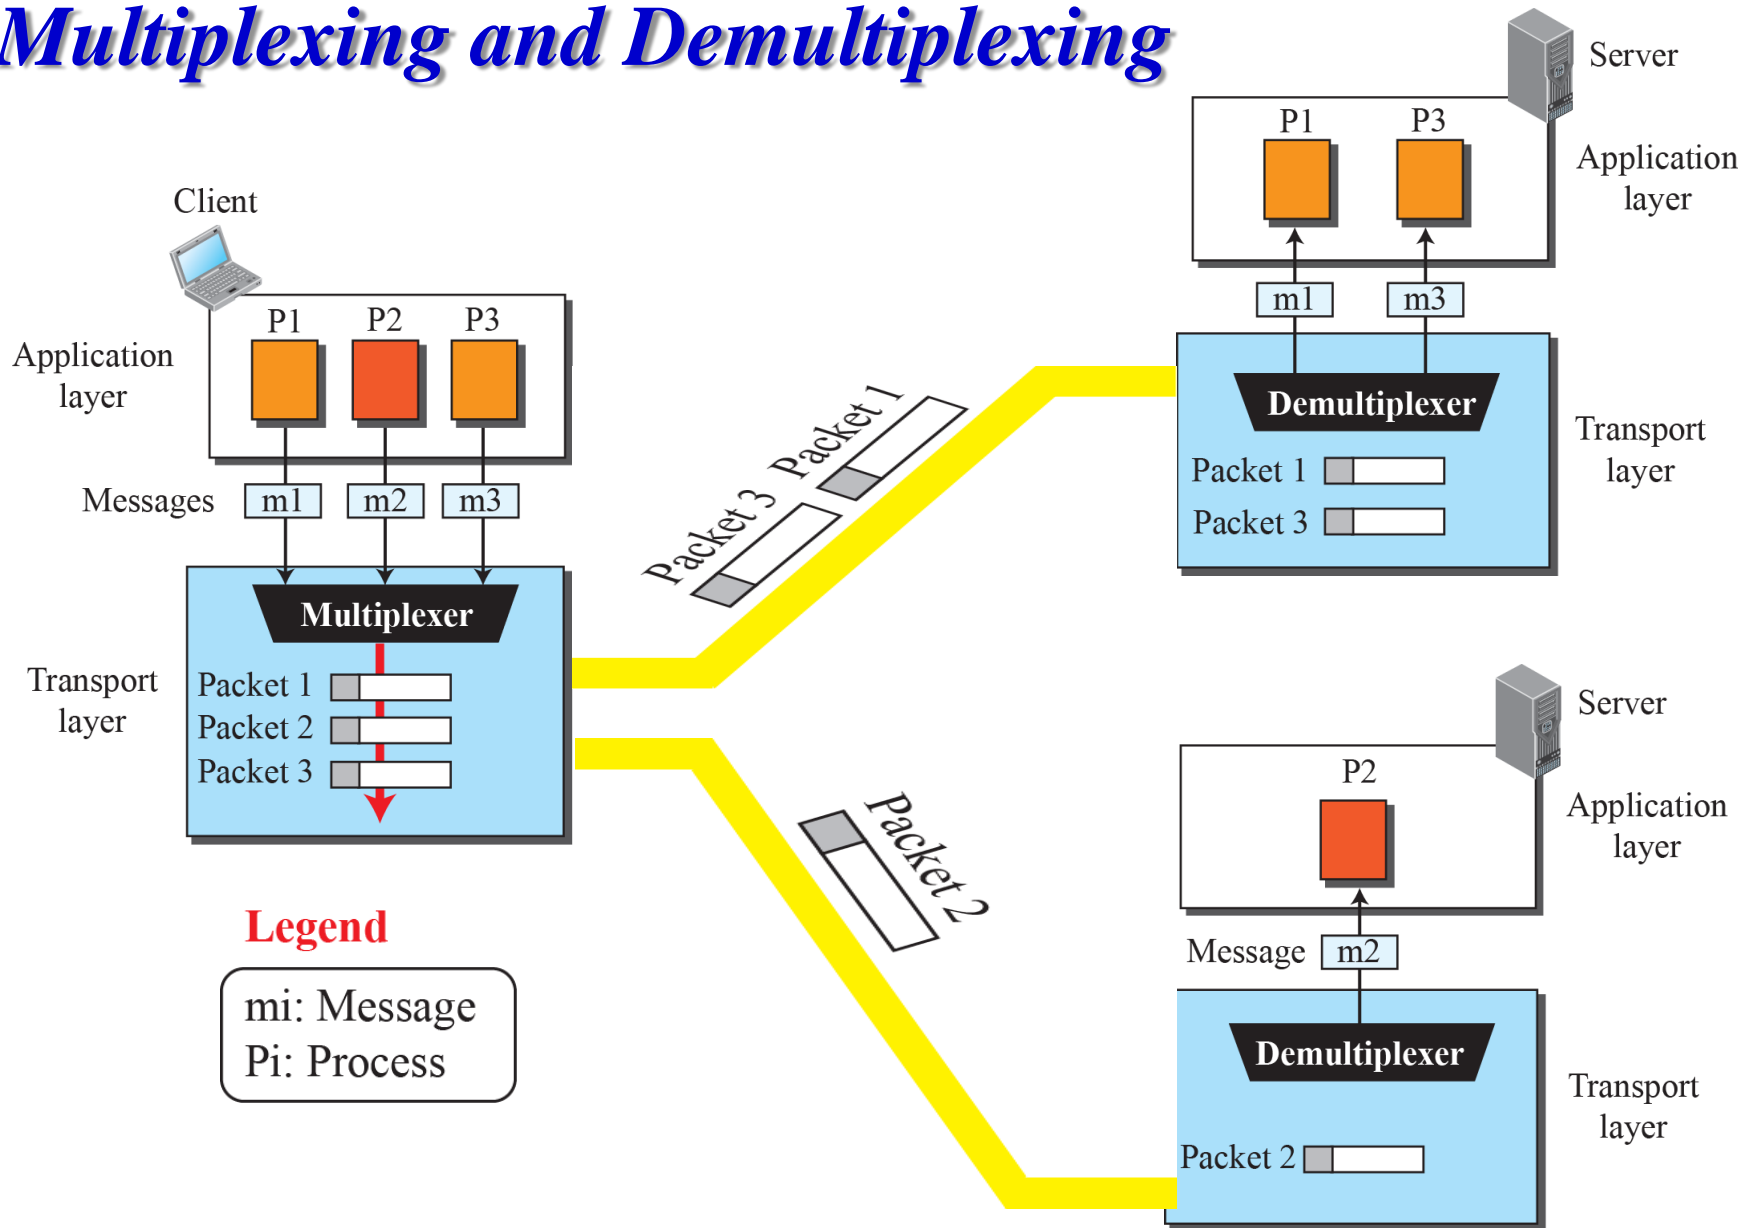 Multiplexing and Demultiplexing
Client
P1 P2 P3
Application
layer
Messages
m1 m2 m3
Multiplexer
Transport
layer
Packet 1
Packet 2
Packet 3
Legend
mi: Message
Pi: Process
Packet 3
Packet 1
Packet 2
Server
P1 P3
Application
layer
m1 m3
Demultiplexer
Transport
layer
Packet 1
Packet 3
Server
P2
Application
layer
Message m2
Demultiplexer
Transport
layer
Packet 2